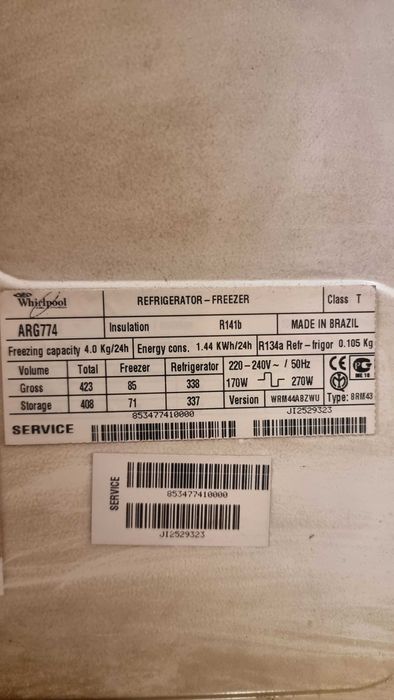 Whirlpool REFRIGERATOR-FREEZER Class T
ARG774 Insulation R141b MADE IN BRAZIL
Freezing capacity 4.0 Kg/24h Energy cons. 1.44 KWh/24h R134a Refr-frigor 0.105 Kg
Volume Total Freezer Refrigerator 220-240V~ / 50Hz
Gross 423 85 338 170W 270W
Storage 408 71 337 Version WRM44ABZWU Type: BRM43
853477410000 JI2529323
SERVICE
SERVICE
853477410000
JI2529323